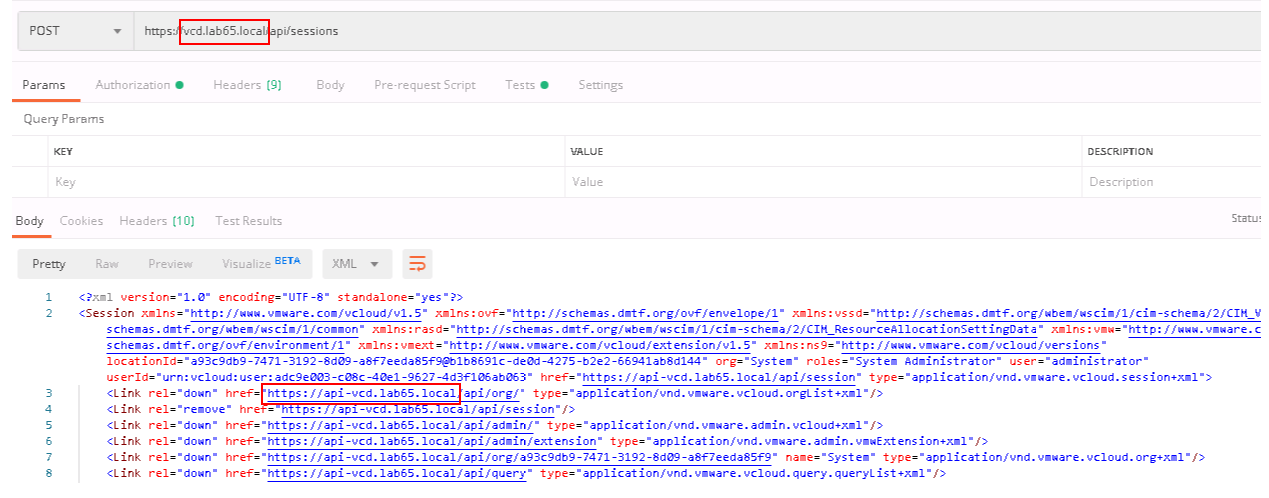 POST https://fvcd.lab65.local/api/sessions
Params Authorization Headers [9] Body Pre-request Script Tests Settings
Query Params
KEY VALUE DESCRIPTION
Key Value Description
Body Cookies Headers [10] Test Results Status
Pretty Raw Preview Visualize BETA XML
1 <?xml version="1.0" encoding="UTF-8" standalone="yes"?>
2 <Session xmlns="http://www.vmware.com/vcloud/v1.5" xmlns:ovf="http://schemas.dmtf.org/ovf/envelope/1" xmlns:vssd="http://schemas.dmtf.org/wbem/wscim/1/cim-schema/2/CIM_V
schemas.dmtf.org/wbem/wscim/1/common" xmlns:rasd="http://schemas.dmtf.org/wbem/wscim/1/cim-schema/2/CIM_ResourceAllocationSettingData" xmlns:vmw="http://www.vmware.c
schemas.dmtf.org/ovf/environment/1" xmlns:vmext="http://www.vmware.com/vcloud/extension/v1.5" xmlns:ns9="http://www.vmware.com/vcloud/versions"
locationId="a93c9db9-7471-3192-8d09-a8f7eeda85f9@b1b8691c-de0d-4275-b2e2-66941ab8d144" org="System" roles="System Administrator" user="administrator"
userId="urn:vcloud:user:adc9e003-c08c-40e1-9627-4d3f106ab063" href="https://api-vcd.lab65.local/api/session" type="application/vnd.vmware.vcloud.session+xml">
3 <Link rel="down" href="https://api-vcd.lab65.local/api/org/" type="application/vnd.vmware.vcloud.orgList+xml"/>
4 <Link rel="remove" href="https://api-vcd.lab65.local/api/session"/>
5 <Link rel="down" href="https://api-vcd.lab65.local/api/admin/" type="application/vnd.vmware.admin.vcloud+xml"/>
6 <Link rel="down" href="https://api-vcd.lab65.local/api/admin/extension" type="application/vnd.vmware.admin.vmwExtension+xml"/>
7 <Link rel="down" href="https://api-vcd.lab65.local/api/org/a93c9db9-7471-3192-8d09-a8f7eeda85f9" name="System" type="application/vnd.vmware.vcloud.org+xml"/>
8 <Link rel="down" href="https://api-vcd.lab65.local/api/query" type="application/vnd.vmware.vcloud.query.queryList+xml"/>